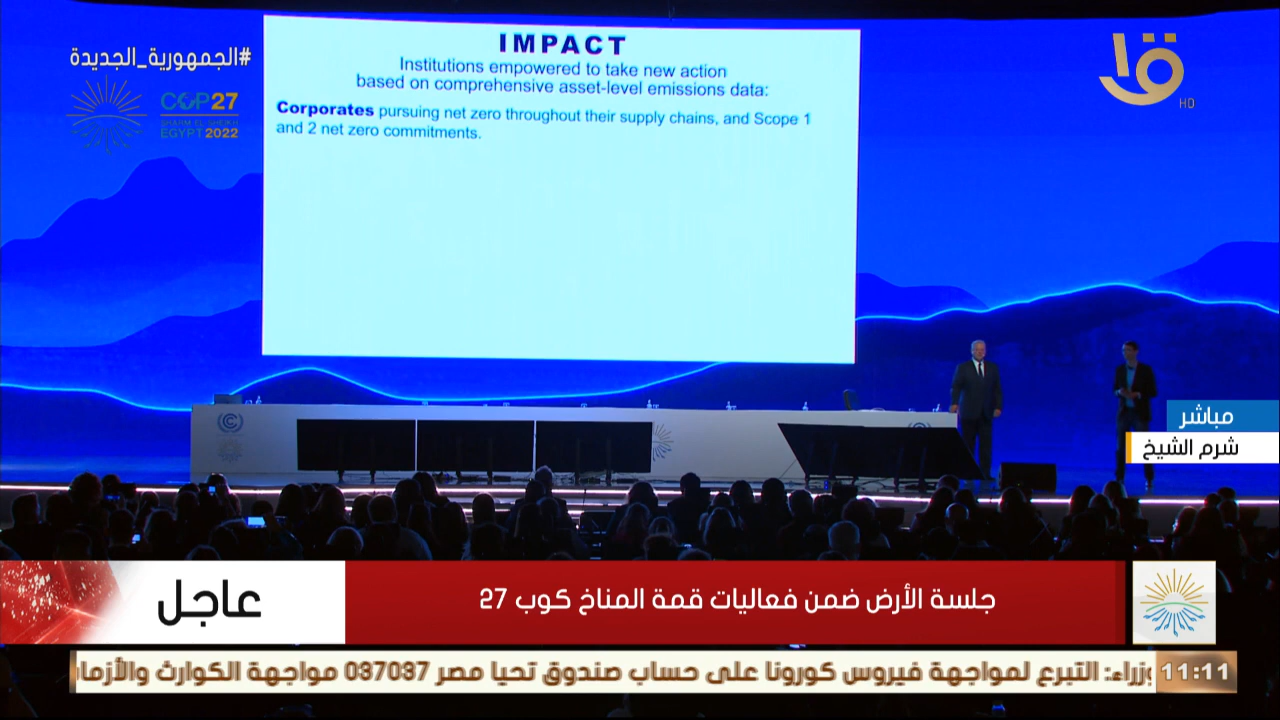 #الجمهورية_الجديدة
COP27
SHARM EL-SHEIKH
EGYPT 2022
IMPACT
Institutions empowered to take new action
based on comprehensive asset-level emissions data:
Corporates pursuing net zero throughout their supply chains, and Scope 1
and 2 net zero commitments.
HD
مباشر
شرم الشيخ
عاجل
جلسة الأرض ضمن فعاليات قمة المناخ كوب 27
التبرع لمواجهة فيروس كورونا على حساب صندوق تحيا مصر 037037 مواجهة الكوارث
11:11